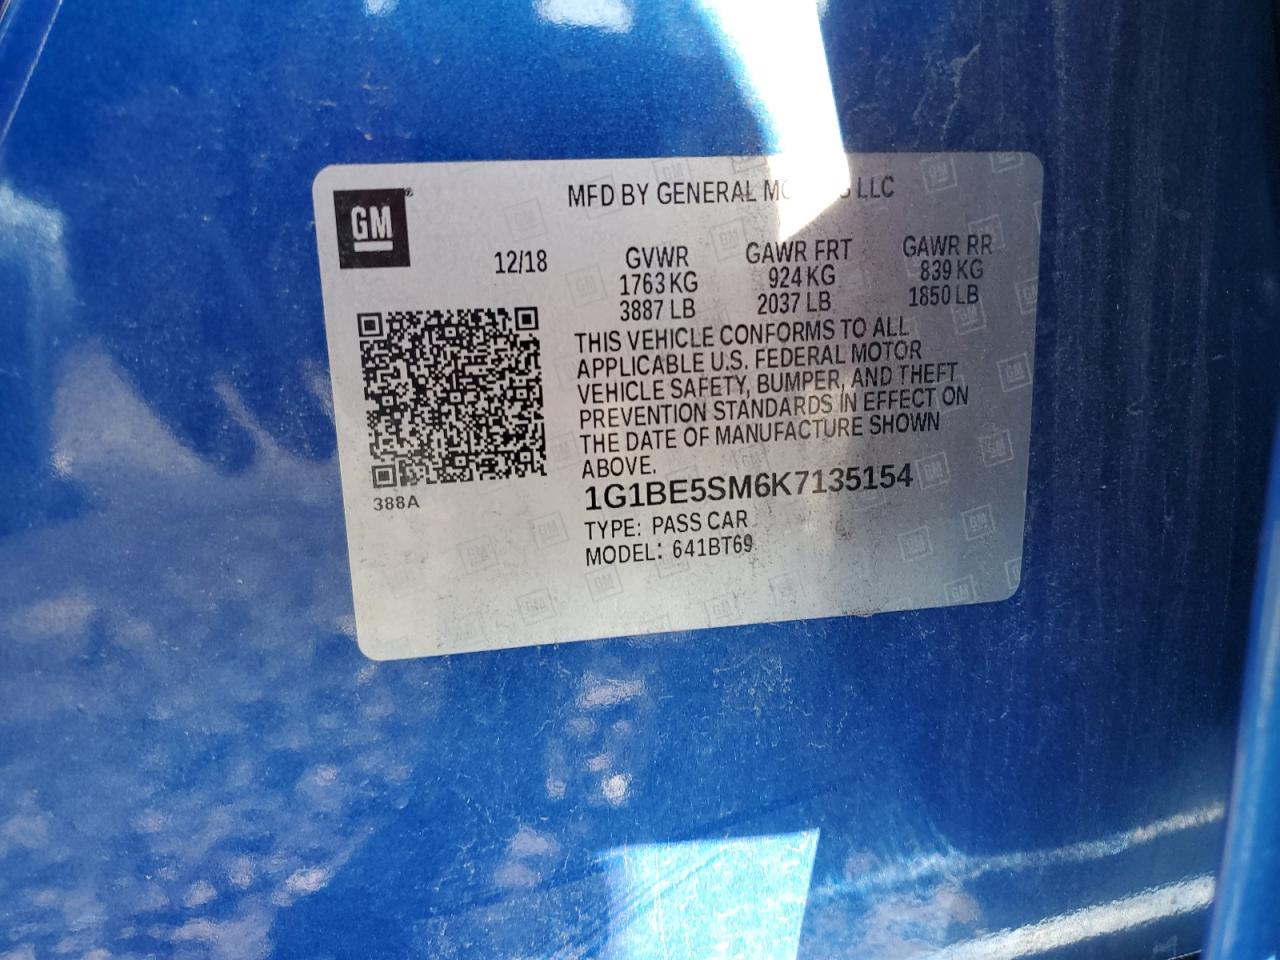 GM
MFD BY GENERAL MOTORS LLC
12/18
GVWR GAWR FRT GAWR RR
1763 KG 924 KG 839 KG
3887 LB 2037 LB 1850 LB
THIS VEHICLE CONFORMS TO ALL
APPLICABLE U.S. FEDERAL MOTOR
VEHICLE SAFETY, BUMPER, AND THEFT
PREVENTION STANDARDS IN EFFECT ON
THE DATE OF MANUFACTURE SHOWN
ABOVE.
388A
1G1BE5SM6K7135154
TYPE: PASS CAR
MODEL: 641BT69